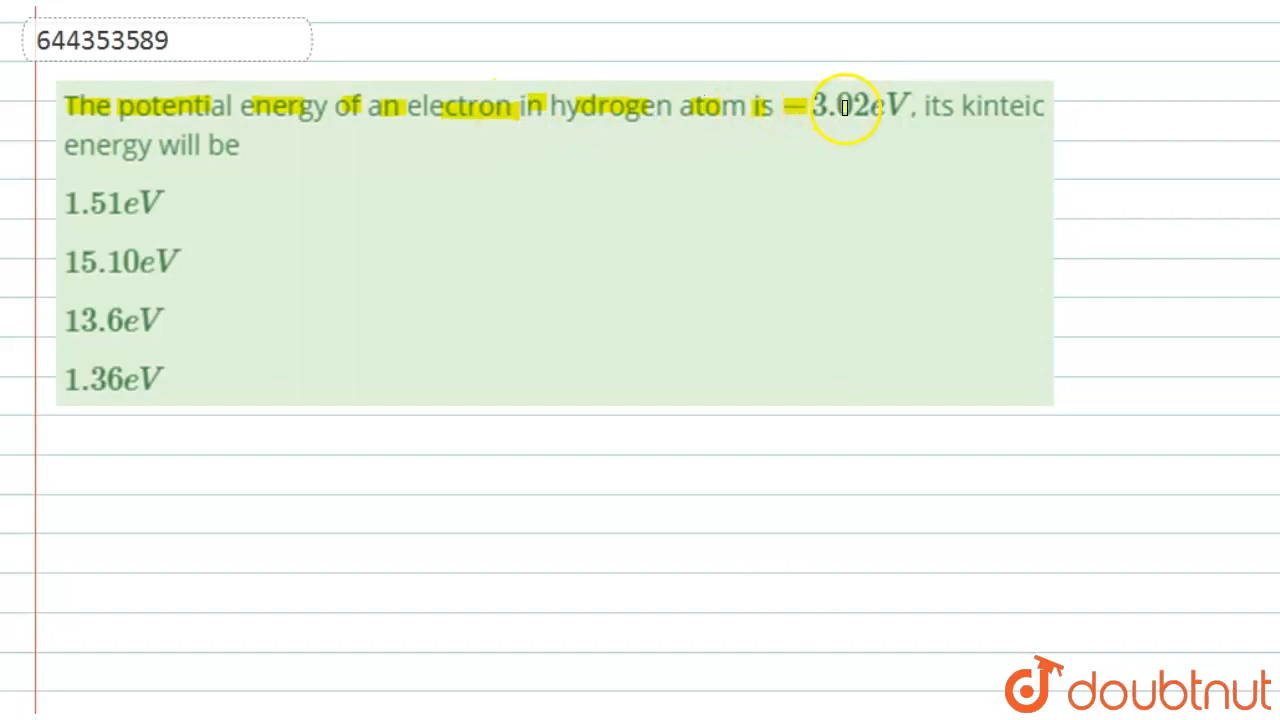 644353589
The potential energy of an electron in hydrogen atom is −3.02eV, its kinteic
energy will be
1.51eV
15.10eV
13.6eV
1.36eV
doubtnut